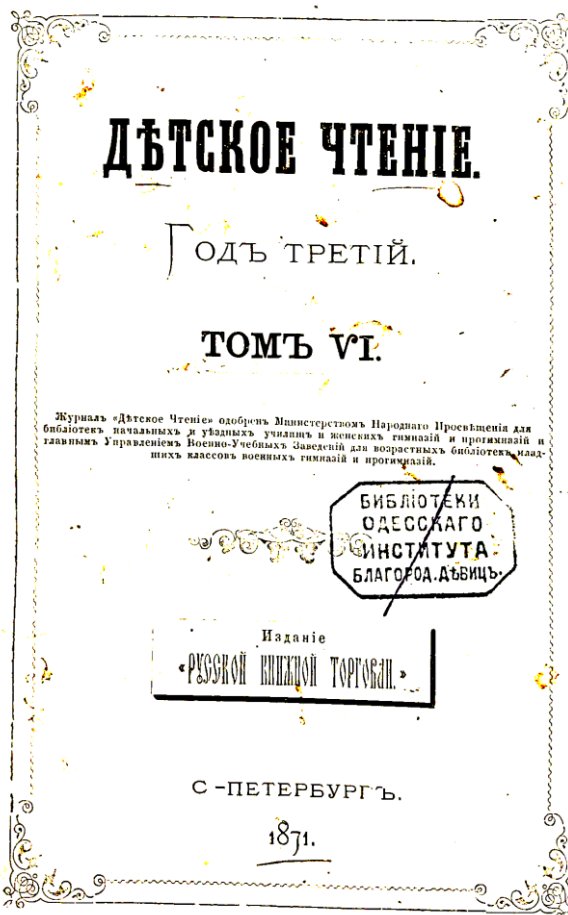 ДѢТСКОЕ ЧТЕНІЕ.
ГОДЪ ТРЕТІЙ.
ТОМЪ VI.
Журналъ «Дѣтское Чтеніе» одобренъ Министерствомъ Народнаго Просвѣщенія для
библіотекъ начальныхъ и уѣздныхъ училищъ и женскихъ гимназій и прогимназій и
главнымъ Управленіемъ Военно-Учебныхъ Заведеній для возрастныхъ библіотекъ млад-
шихъ классовъ военныхъ гимназій и прогимназій.
БИБЛІОТЕКИ
ОДЕССКАГО
ИНСТИТУТА
БЛАГОРОД. ДѢВИЦЪ.
Изданіе
«РУССКОЙ КНИЖНОЙ ТОРГОВЛИ.»
С-ПЕТЕРБУРГЪ.
1871.